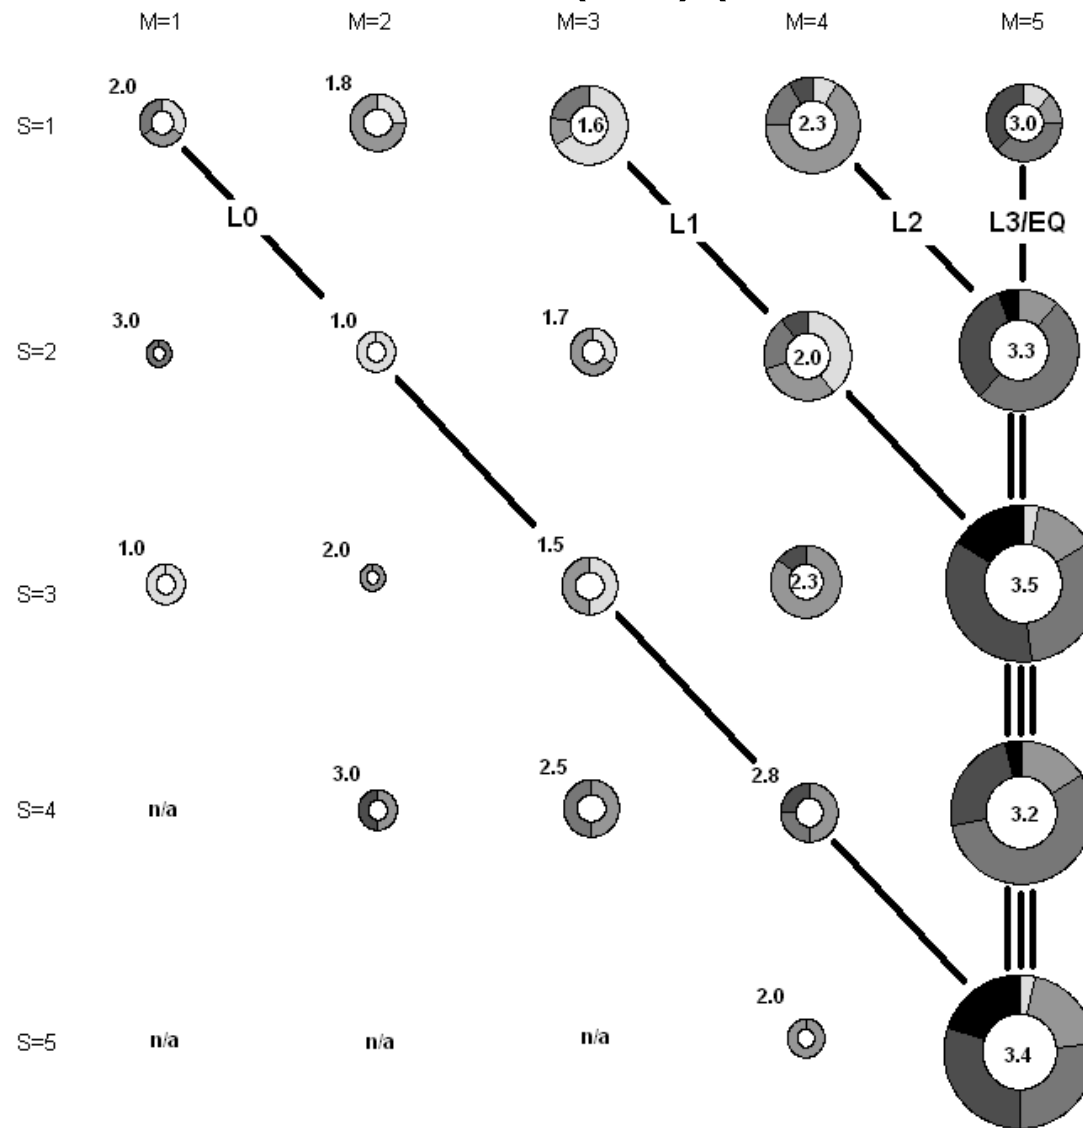 M=1 M=2 M=3 M=4 M=5
2.0 1.8
S=1 1.6 2.3 3.0
L0 L1 L2 L3/EQ
3.0 1.0 1.7
S=2 2.0 3.3
1.0 2.0 1.5
S=3 2.3 3.5
3.0 2.5 2.8
S=4 n/a 3.2
2.0
S=5 n/a n/a n/a 3.4